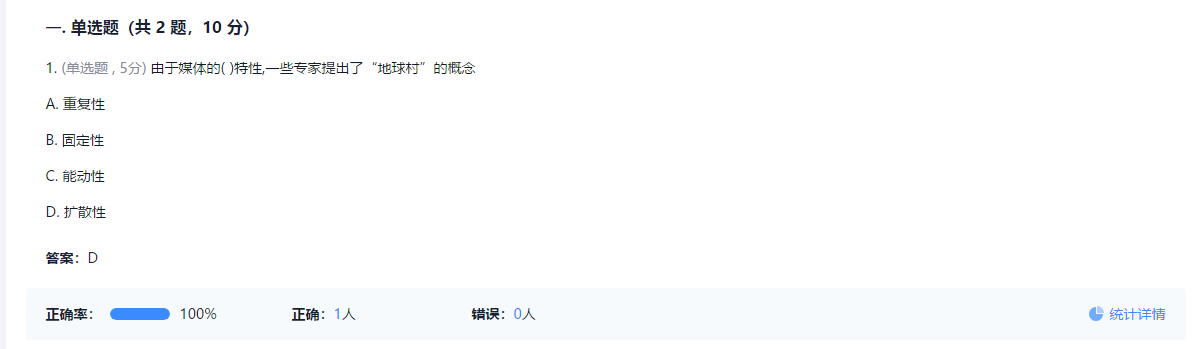 一. 单选题（共 2 题，10 分）
1. (单选题 , 5分) 由于媒体的( )特性,一些专家提出了“地球村”的概念
A. 重复性
B. 固定性
C. 能动性
D. 扩散性
答案：D
正确率： 100% 正确：1人 错误：0人 统计详情